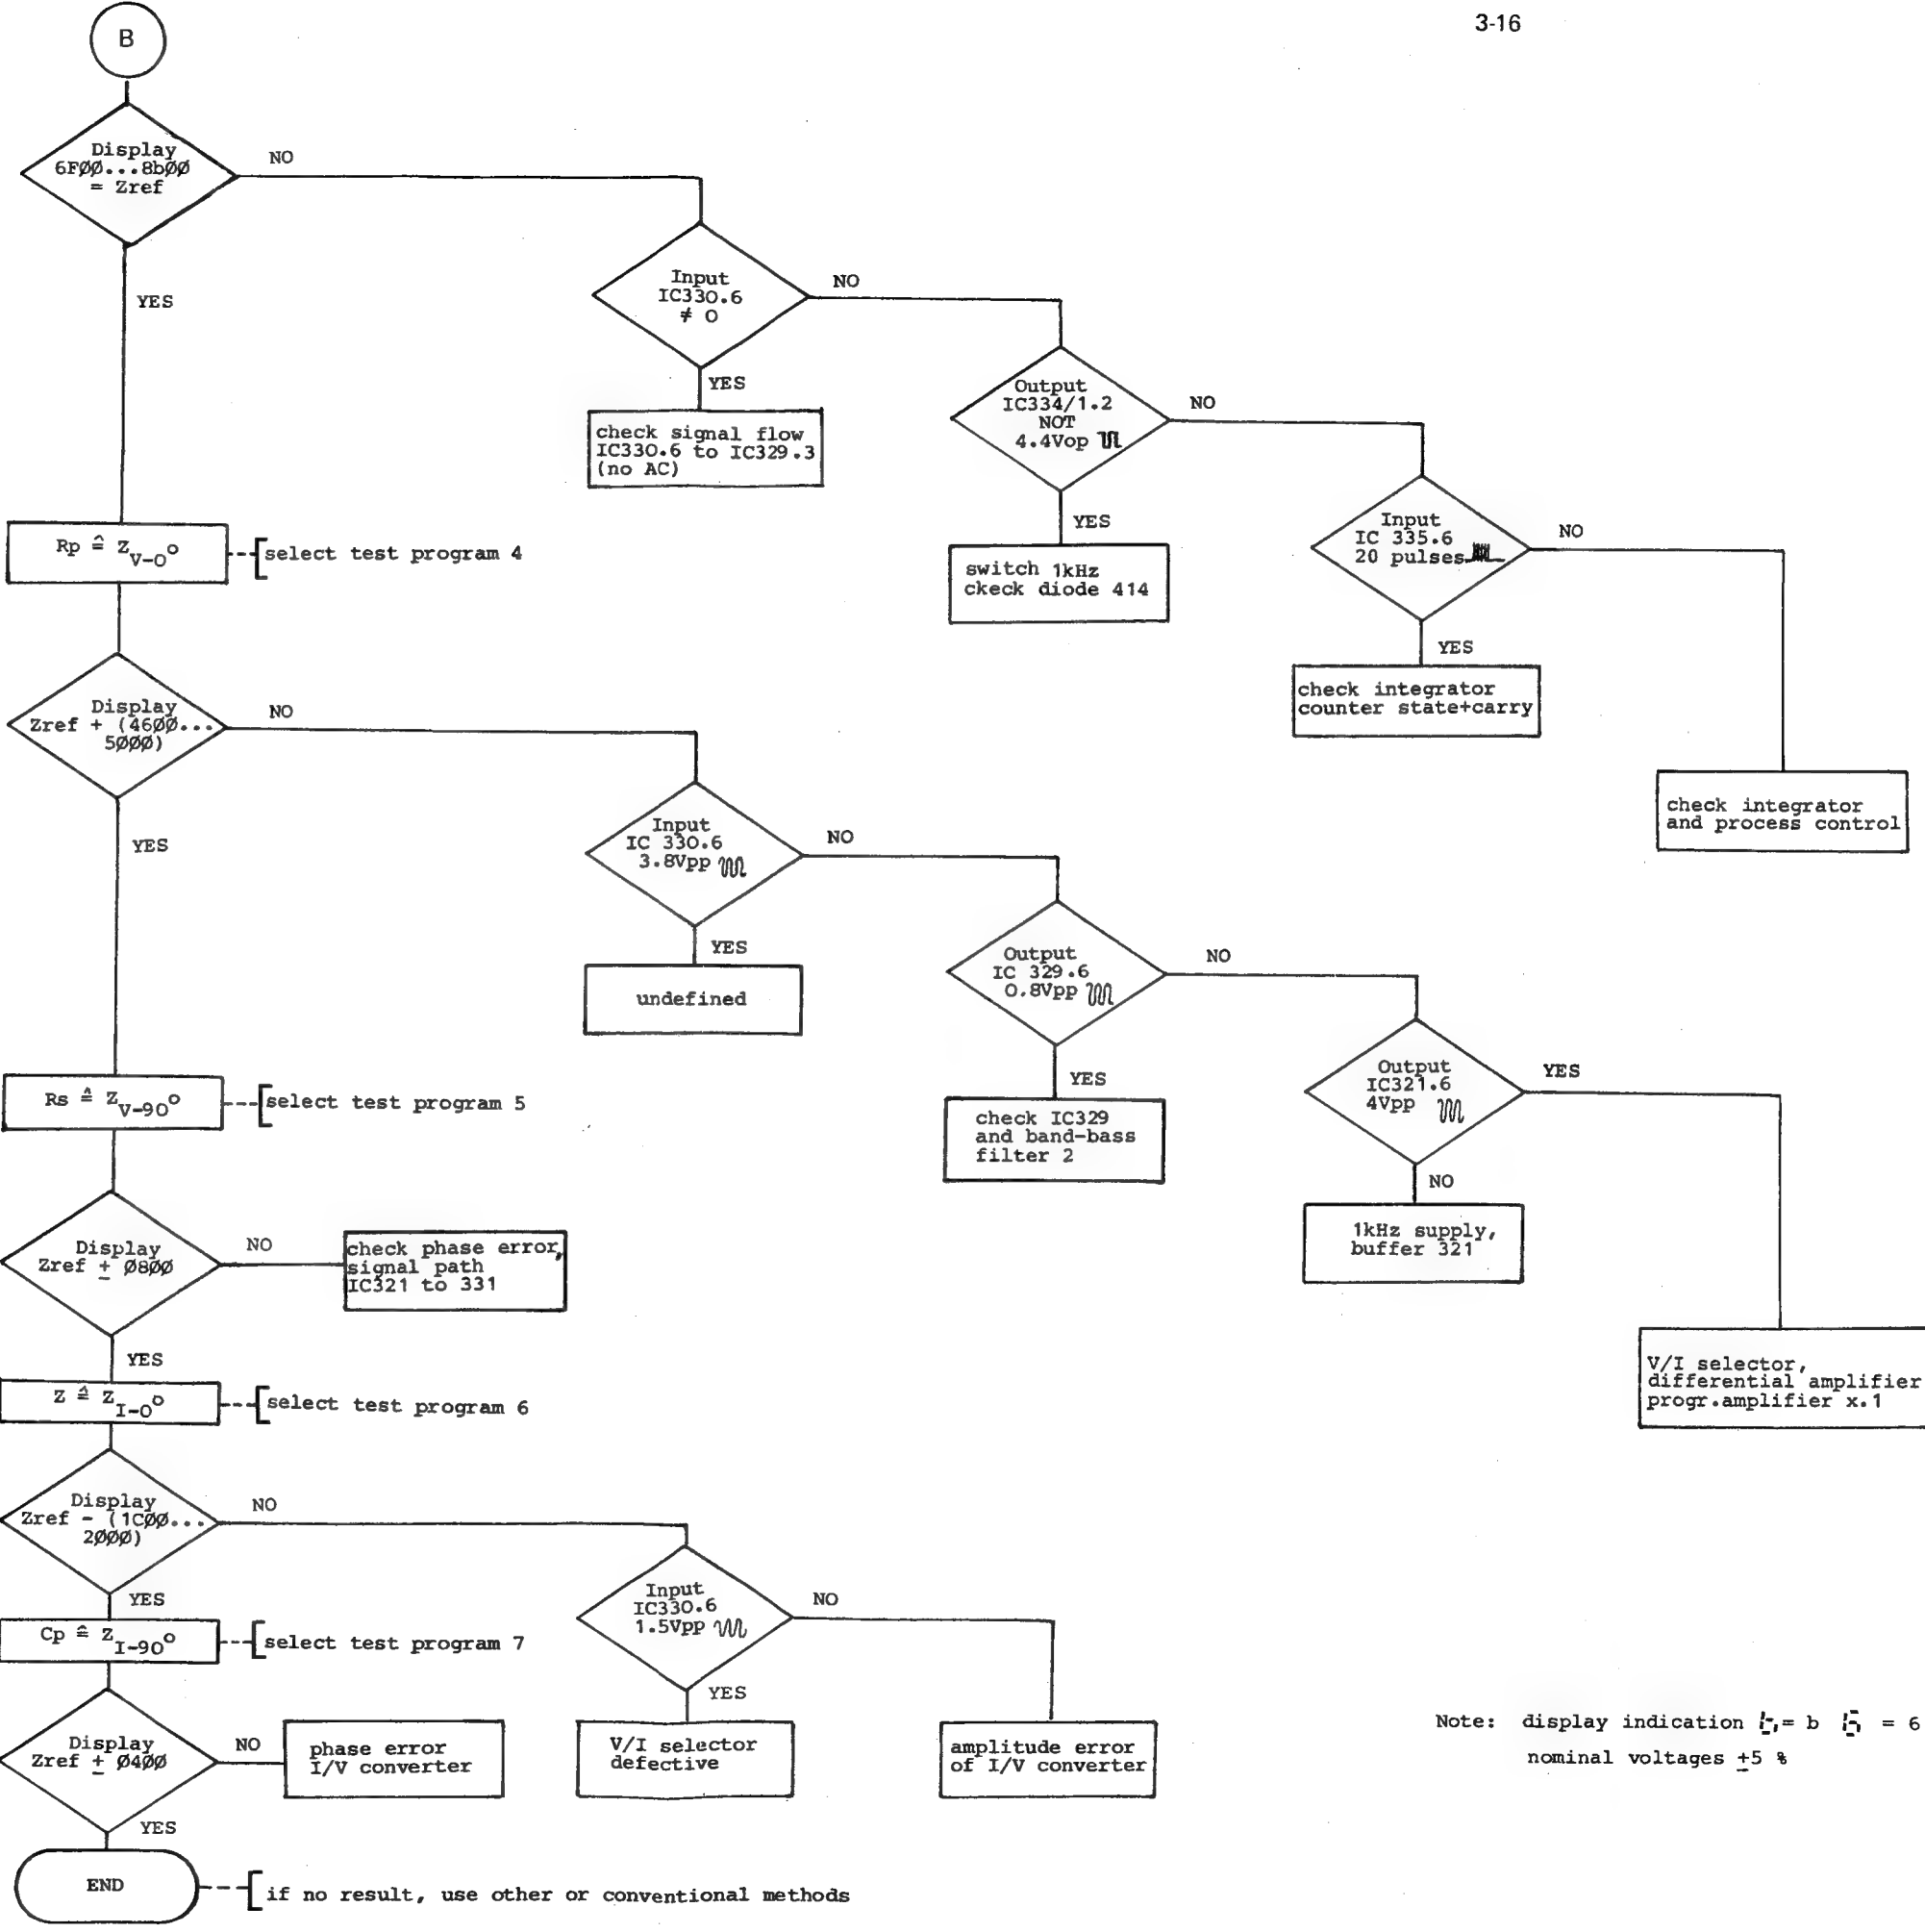 3-16
B
Display
6FØØ...8bØØ
= Zref
NO
YES
Input
IC330.6
≠ O
NO
YES
check signal flow
IC330.6 to IC329.3
(no AC)
Output
IC334/1.2
NOT
4.4Vop
NO
YES
switch 1kHz
ckeck diode 414
Input
IC 335.6
20 pulses
NO
YES
check integrator
counter state+carry
check integrator
and process control
Rp ≙ Z V-O°
select test program 4
Display
Zref + (46ØØ...
5ØØØ)
NO
YES
Input
IC 330.6
3.8Vpp
NO
YES
undefined
Output
IC 329.6
O.8Vpp
NO
YES
check IC329
and band-bass
filter 2
Output
IC321.6
4Vpp
YES
NO
1kHz supply,
buffer 321
V/I selector,
differential amplifier
progr.amplifier x.1
Rs ≙ Z V-9O°
select test program 5
Display
Zref ± Ø8ØØ
NO
check phase error,
signal path
IC321 to 331
YES
Z ≙ Z I-O°
select test program 6
Display
Zref - (1CØØ...
2ØØØ)
NO
YES
Input
IC330.6
1.5Vpp
NO
YES
V/I selector
defective
amplitude error
of I/V converter
Cp ≙ Z I-9O°
select test program 7
Display
Zref ± Ø4ØØ
NO
phase error
I/V converter
YES
END
if no result, use other or conventional methods
Note: display indication b = b 6 = 6
nominal voltages ±5 %